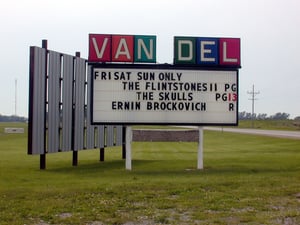 VAN DEL
FRI SAT SUN ONLY
THE FLINTSTONES II PG
THE SKULLS PG13
ERNIN BROCKOVICH R